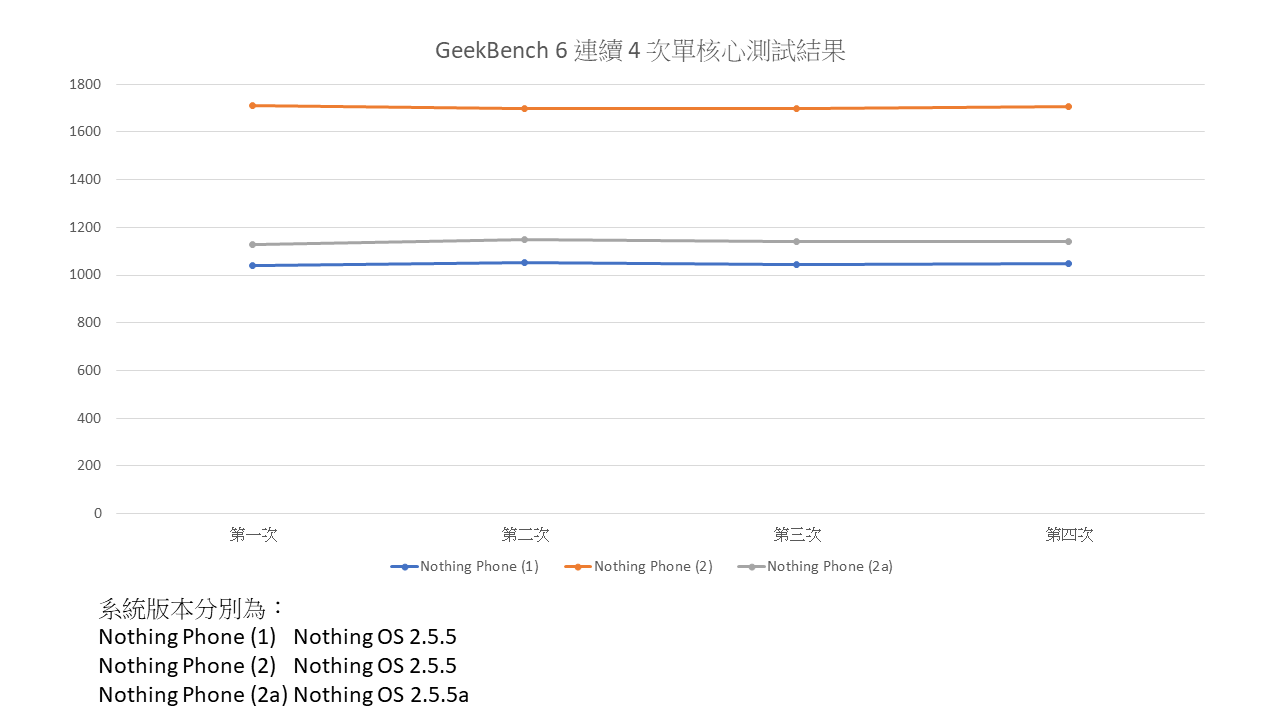 GeekBench 6 連續 4 次單核心測試結果
1800
1600
1400
1200
1000
800
600
400
200
0
第一次 第二次 第三次 第四次
Nothing Phone (1) Nothing Phone (2) Nothing Phone (2a)
系統版本分別為：
Nothing Phone (1) Nothing OS 2.5.5
Nothing Phone (2) Nothing OS 2.5.5
Nothing Phone (2a) Nothing OS 2.5.5a